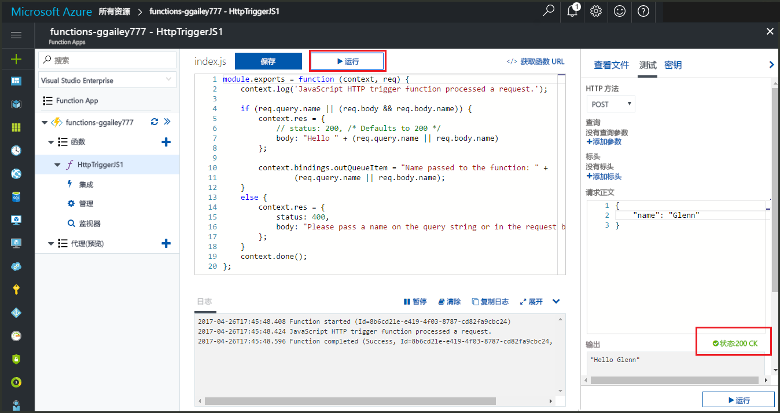 Microsoft Azure 所有资源 functions-ggailey777 - HttpTriggerJS1
1
functions-ggailey777 - HttpTriggerJS1
Function Apps
搜索
Visual Studio Enterprise
Function App
functions-ggailey777
函数
HttpTriggerJS1
集成
管理
监视器
代理(预览)
index.js 保存 运行 </> 获取函数 URL
1 module.exports = function (context, req) {
2 context.log('JavaScript HTTP trigger function processed a request.');
3
4 if (req.query.name || (req.body && req.body.name)) {
5 context.res = {
6 // status: 200, /* Defaults to 200 */
7 body: "Hello " + (req.query.name || req.body.name)
8 };
9
10 context.bindings.outQueueItem = "Name passed to the function: " +
11 (req.query.name || req.body.name);
12 }
13 else {
14 context.res = {
15 status: 400,
16 body: "Please pass a name on the query string or in the request b
17 };
18 }
19 context.done();
20 };
日志 暂停 清除 复制日志 展开
2017-04-26T17:45:48.408 Function started (Id=8b6cd21e-e419-4f03-8787-cd82fa9cbc24)
2017-04-26T17:45:48.424 JavaScript HTTP trigger function processed a request.
2017-04-26T17:45:48.596 Function completed (Success, Id=8b6cd21e-e419-4f03-8787-cd82fa9cbc24,
查看文件 测试 密钥
HTTP 方法
POST
查询
没有查询参数
+添加参数
标头
没有标头
+添加标头
请求正文
1 {
2 "name": "Glenn"
3 }
输出 状态200 CK
"Hello Glenn"
运行